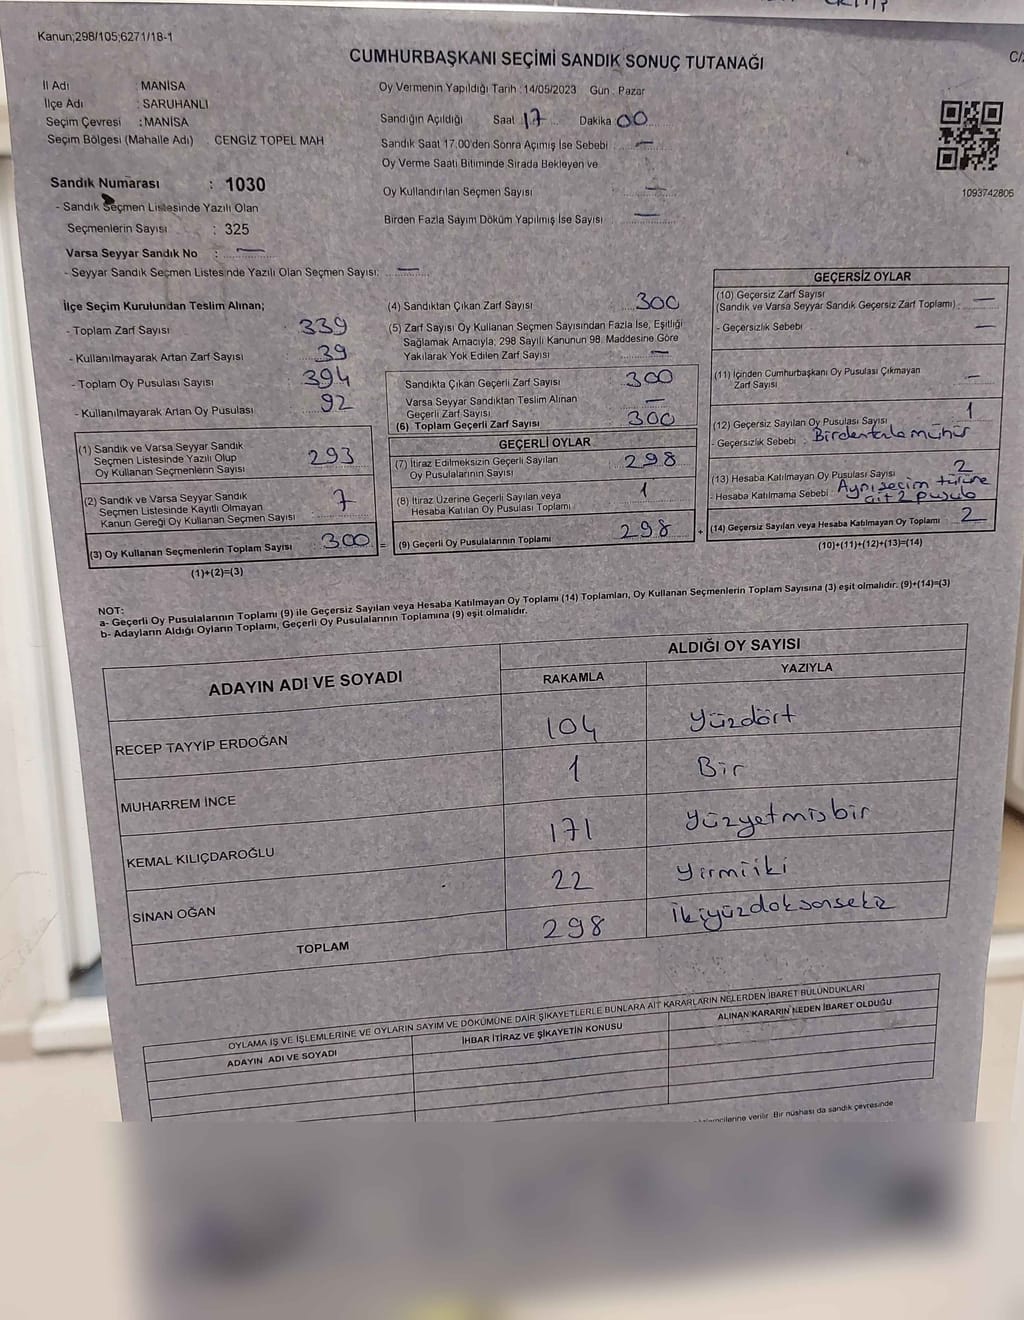 Kanun;298/105;6271/18-1
CUMHURBAŞKANI SEÇİMİ SANDIK SONUÇ TUTANAĞI
C/
İl Adı : MANİSA
İlçe Adı : SARUHANLI
Seçim Çevresi : MANİSA
Seçim Bölgesi (Mahalle Adı) CENGİZ TOPEL MAH
Sandık Numarası : 1030
- Sandık Seçmen Listesinde Yazılı Olan
Seçmenlerin Sayısı : 325
Varsa Seyyar Sandık No : —
- Seyyar Sandık Seçmen Listes nde Yazılı Olan Seçmen Sayısı: —
Oy Vermenin Yapıldığı Tarih : 14/05/2023 Gün : Pazar
Sandığın Açıldığı Saat 17 Dakika 00
Sandık Saat 17.00'den Sonra Açımış İse Sebebi : —
Oy Verme Saati Bitiminde Sırada Bekleyen ve
Oy Kullandırılan Seçmen Sayısı —
Birden Fazla Sayım Döküm Yapılmış İse Sayısı —
1093742806
İlçe Seçim Kurulundan Teslim Alınan;
- Toplam Zarf Sayısı : 339
- Kullanılmayarak Artan Zarf Sayısı : 39
- Toplam Oy Pusulası Sayısı : 394
- Kullanılmayarak Artan Oy Pusulası : 92
(1) Sandık ve Varsa Seyyar Sandık
Seçmen Listesinde Yazılı Olup
Oy Kullanan Seçmenlerin Sayısı : 293
(2) Sandık ve Varsa Seyyar Sandık
Seçmen Listesinde Kayıtlı Olmayan
Kanun Gereği Oy Kullanan Seçmen Sayısı : 7
(3) Oy Kullanan Seçmenlerin Toplam Sayısı : 300 =
(1)+(2)=(3)
(4) Sandıktan Çıkan Zarf Sayısı : 300
(5) Zarf Sayısı Oy Kullanan Seçmen Sayısından Fazla İse, Eşitliği
Sağlamak Amacıyla, 298 Sayılı Kanunun 98. Maddesine Göre
Yakılarak Yok Edilen Zarf Sayısı : —
Sandıkta Çıkan Geçerli Zarf Sayısı : 300
Varsa Seyyar Sandıktan Teslim Alınan
Geçerli Zarf Sayısı : —
(6) Toplam Geçerli Zarf Sayısı : 300
GEÇERLİ OYLAR
(7) İtiraz Edilmeksizin Geçerli Sayılan
Oy Pusulalarının Sayısı : 298
(8) İtiraz Üzerine Geçerli Sayılan veya
Hesaba Katılan Oy Pusulası Toplamı : 1
(9) Geçerli Oy Pusulalarının Toplamı : 298 +
GEÇERSİZ OYLAR
(10) Geçersiz Zarf Sayısı
(Sandık ve Varsa Seyyar Sandık Geçersiz Zarf Toplamı) : —
- Geçersizlik Sebebi : —
(11) İçinden Cumhurbaşkanı Oy Pusulası Çıkmayan
Zarf Sayısı : —
(12) Geçersiz Sayılan Oy Pusulası Sayısı : 1
- Geçersizlik Sebebi : Birdenfazla mühür
(13) Hesaba Katılmayan Oy Pusulası Sayısı : 2
- Hesaba Katılmama Sebebi : Aynı seçim türüne
ait 2 pusula
(14) Geçersiz Sayılan veya Hesaba Katılmayan Oy Toplamı : 2
(10)+(11)+(12)+(13)=(14)
NOT:
a- Geçerli Oy Pusulalarının Toplamı (9) ile Geçersiz Sayılan veya Hesaba Katılmayan Oy Toplamı (14) Toplamları, Oy Kullanan Seçmenlerin Toplam Sayısına (3) eşit olmalıdır. (9)+(14)=(3)
b- Adayların Aldığı Oyların Toplamı, Geçerli Oy Pusulalarının Toplamına (9) eşit olmalıdır.
ADAYIN ADI VE SOYADI
ALDIĞI OY SAYISI
RAKAMLA YAZIYLA
RECEP TAYYİP ERDOĞAN 104 Yüzdört
MUHARREM İNCE 1 Bir
KEMAL KILIÇDAROĞLU 171 Yüzyetmişbir
SİNAN OĞAN 22 Yirmiiki
TOPLAM 298 İkiyüzdoksansekiz
OYLAMA İŞ VE İŞLEMLERİNE VE OYLARIN SAYIM VE DÖKÜMÜNE DAİR ŞİKAYETLERLE BUNLARA AİT KARARLARIN NELERDEN İBARET BULUNDUKLARI
ADAYIN ADI VE SOYADI İHBAR İTİRAZ VE ŞİKAYETİN KONUSU ALINAN KARARIN NEDEN İBARET OLDUĞU
verilir. Bir nüshası da sandık çevresinde